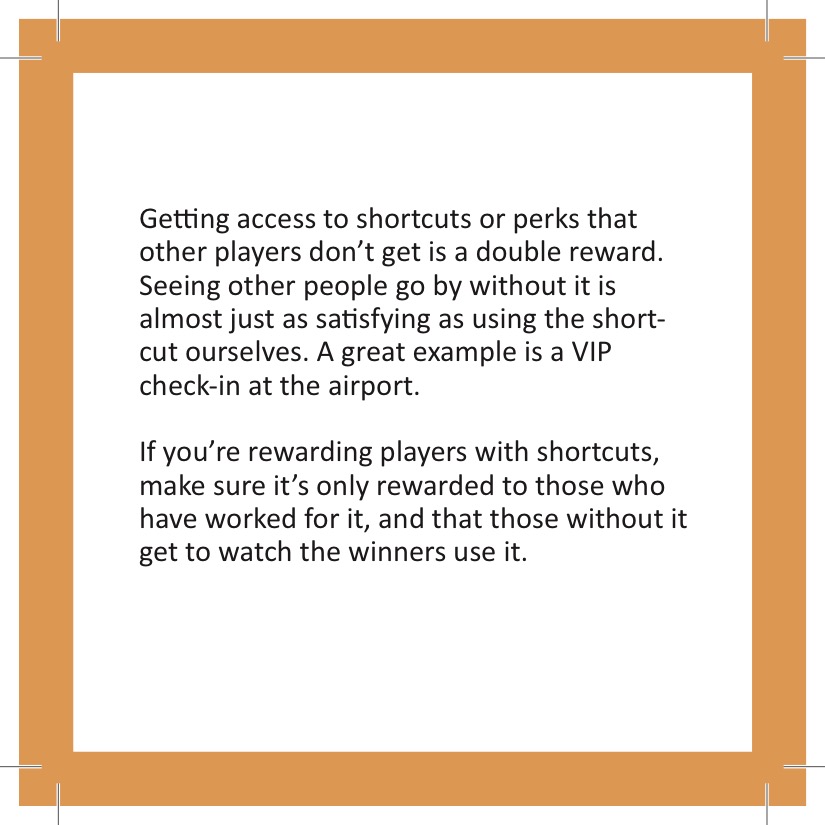 Getting access to shortcuts or perks that
other players don’t get is a double reward.
Seeing other people go by without it is
almost just as satisfying as using the short-
cut ourselves. A great example is a VIP
check-in at the airport.
If you’re rewarding players with shortcuts,
make sure it’s only rewarded to those who
have worked for it, and that those without it
get to watch the winners use it.